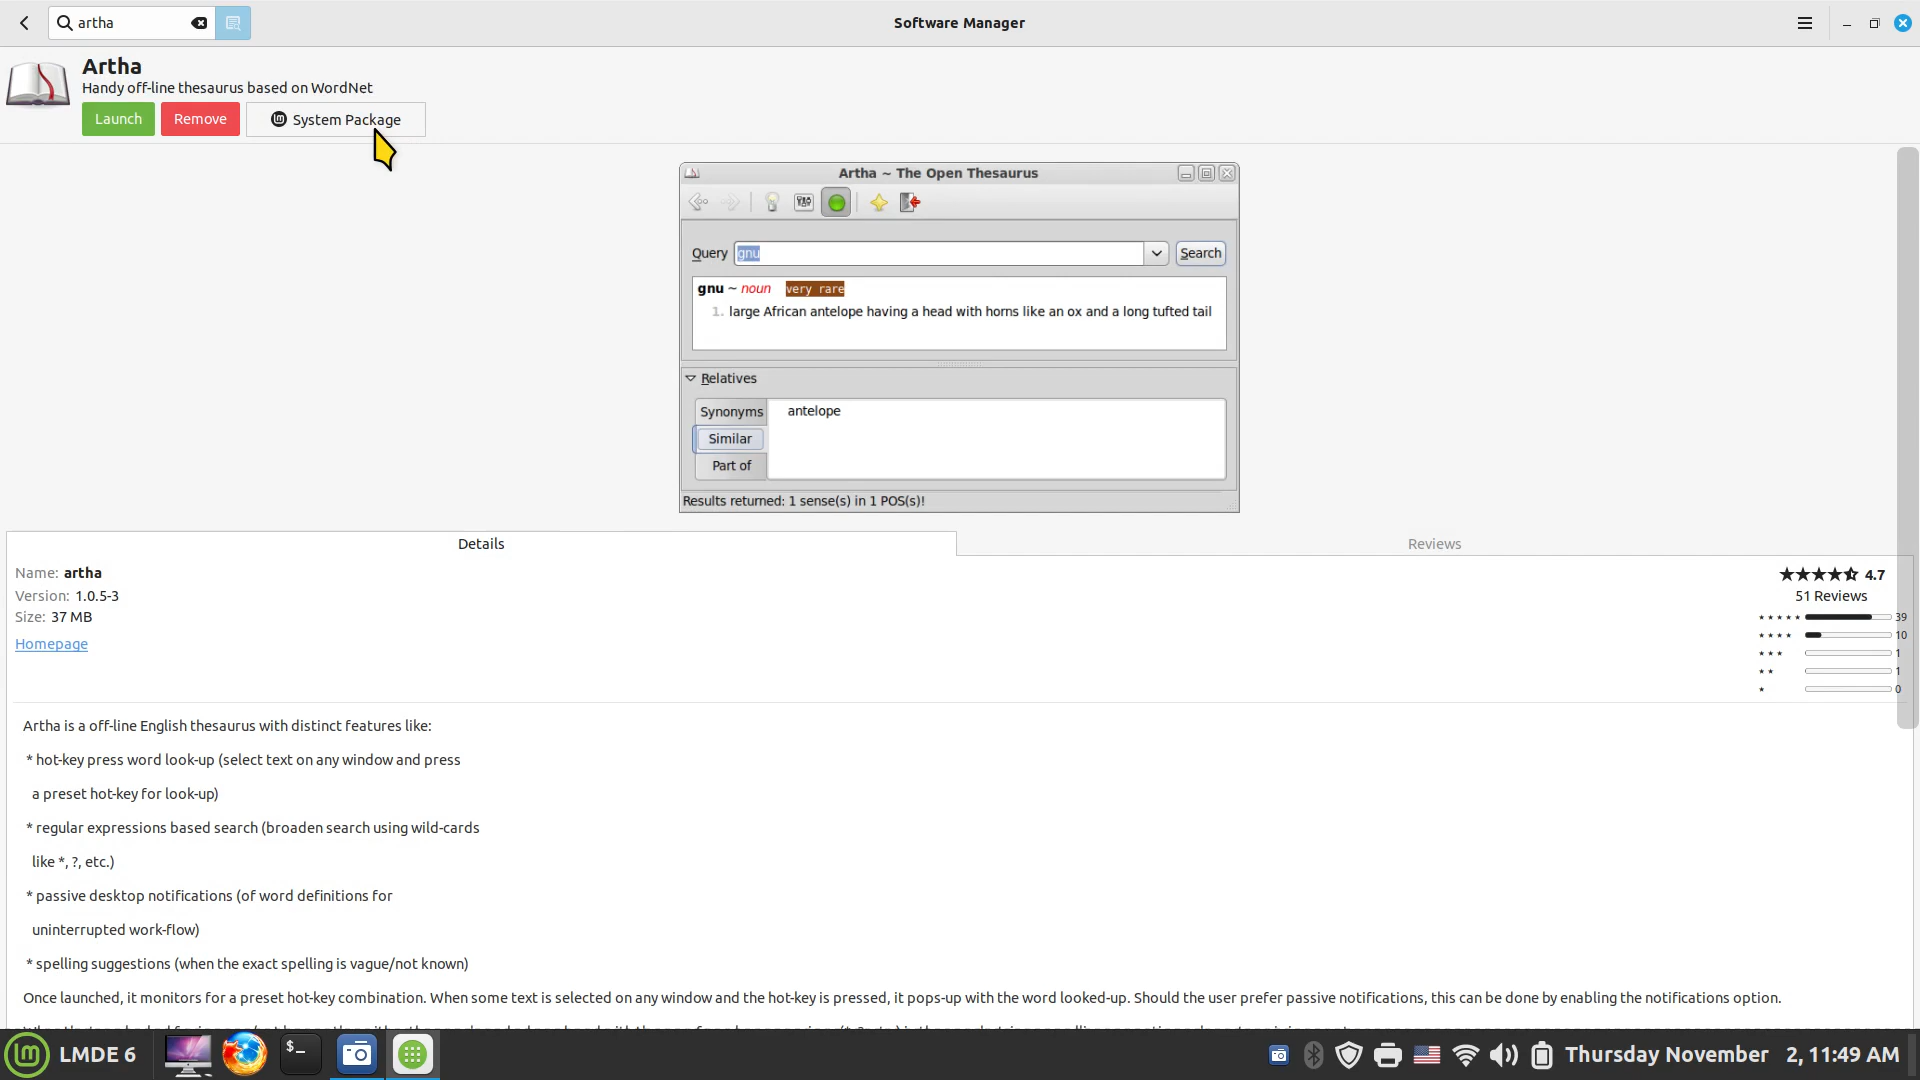 artha
Software Manager
Artha
Handy off-line thesaurus based on WordNet
Launch
Remove
System Package
Artha ~ The Open Thesaurus
Query
gnu
Search
gnu ~ noun very rare
1. large African antelope having a head with horns like an ox and a long tufted tail
Relatives
Synonyms
antelope
Similar
Part of
Results returned: 1 sense(s) in 1 POS(s)!
Details
Reviews
Name: artha
Version: 1.0.5-3
Size: 37 MB
Homepage
4.7
51 Reviews
39
10
1
1
0
Artha is a off-line English thesaurus with distinct features like:
* hot-key press word look-up (select text on any window and press
a preset hot-key for look-up)
* regular expressions based search (broaden search using wild-cards
like *, ?, etc.)
* passive desktop notifications (of word definitions for
uninterrupted work-flow)
* spelling suggestions (when the exact spelling is vague/not known)
Once launched, it monitors for a preset hot-key combination. When some text is selected on any window and the hot-key is pressed, it pops-up with the word looked-up. Should the user prefer passive notifications, this can be done by enabling the notifications option.
LMDE 6
Thursday November 2, 11:49 AM